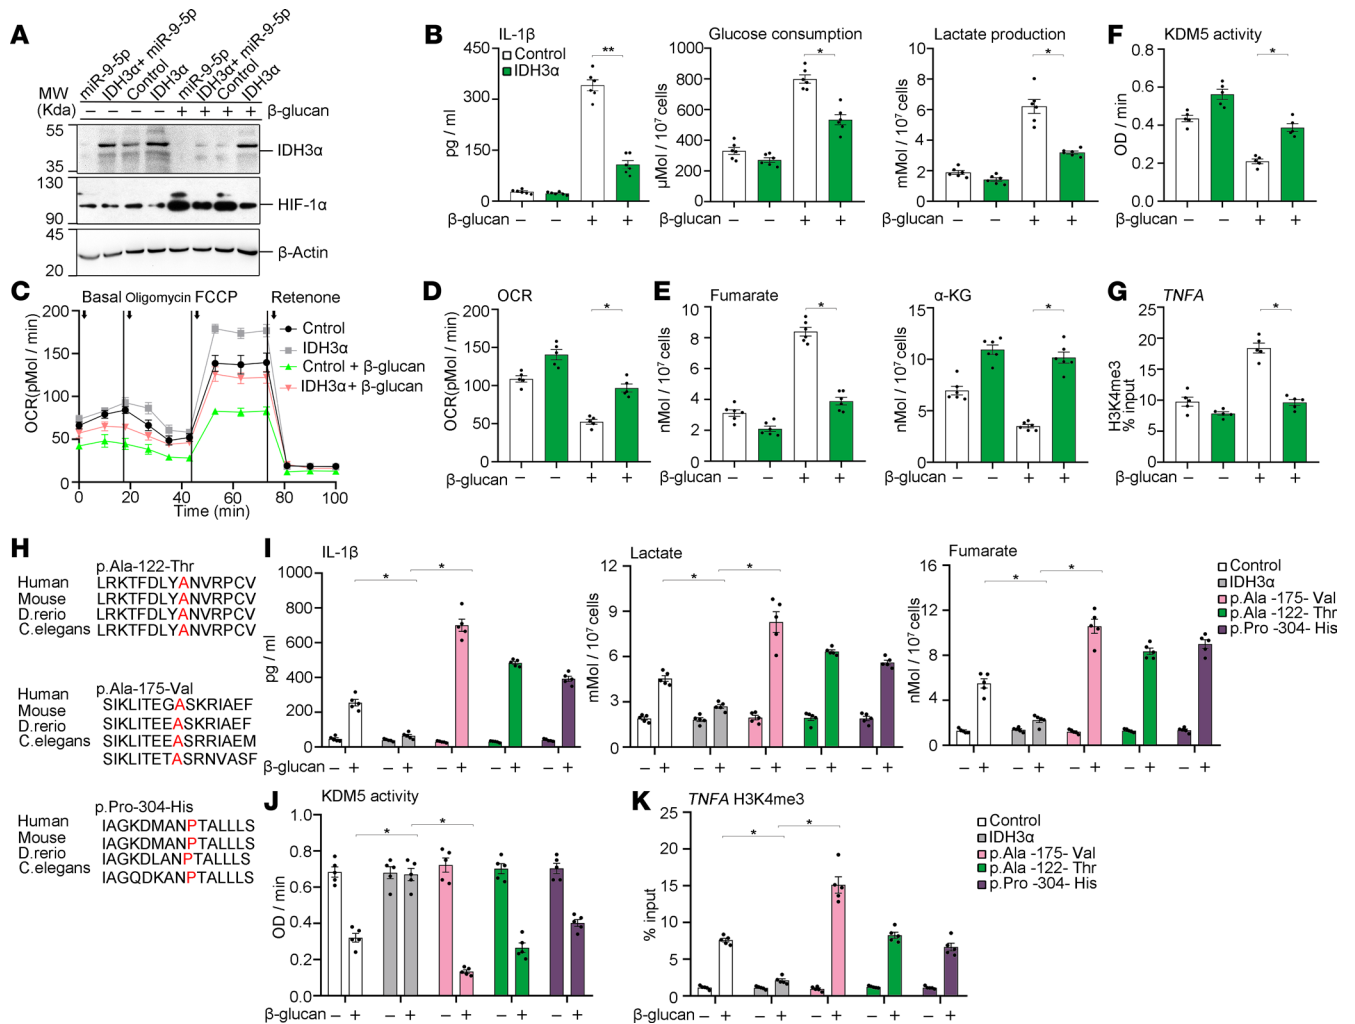 A
miR-9-5p
IDH3α+ miR-9-5p
Control
IDH3α
miR-9-5p
IDH3α+ miR-9-5p
Control
IDH3α
MW
(Kda)
– – – – + + + + β-glucan
55
35
IDH3α
130
90
HIF-1α
45
20
β-Actin
B
IL-1β
Control
IDH3α
**
pg / ml
450
300
150
0
β-glucan – – + +
Glucose consumption
*
μMol / 10⁷ cells
1000
800
600
400
200
0
– – + +
Lactate production
*
mMol / 10⁷ cells
10
8
6
4
2
0
β-glucan – – + +
F
KDM5 activity
*
OD / min
0.8
0.6
0.4
0.2
0.0
β-glucan – – + +
C
Basal Oligomycin FCCP Retenone
OCR(pMol / min)
200
150
100
50
0
0 20 40 60 80 100
Time (min)
Cntrol
IDH3α
Cntrol + β-glucan
IDH3α+ β-glucan
D
OCR
*
OCR(pMol / min)
200
150
100
50
0
β-glucan – – + +
E
Fumarate
*
nMol / 10⁷ cells
10
8
6
4
2
0
β-glucan – – + +
α-KG
*
nMol / 10⁷ cells
15
10
5
0
β-glucan – – + +
G
TNFA
*
H3K4me3
% input
25
20
15
10
5
0
β-glucan – – + +
H
p.Ala-122-Thr
Human LRKTFDLYANVRPCV
Mouse LRKTFDLYANVRPCV
D.rerio LRKTFDLYANVRPCV
C.elegans LRKTFDLYANVRPCV
p.Ala-175-Val
Human SIKLITEGASKRIAEF
Mouse SIKLITEEASKRIAEF
D.rerio SIKLITEEASRRIAEM
C.elegans SIKLITETASRNVASF
p.Pro-304-His
Human IAGKDMANPTALLLS
Mouse IAGKDMANPTALLLS
D.rerio IAGKDLANPTALLLS
C.elegans IAGQDKANPTALLLS
I
IL-1β
* *
pg / ml
1000
800
600
400
200
0
β-glucan – + – + – + – + – +
Lactate
* *
mMol / 10⁷ cells
12
9
6
3
0
– + – + – + – + – +
Fumarate
* *
nMol / 10⁷ cells
16
12
8
4
0
– + – + – + – + – +
Control
IDH3α
p.Ala -175- Val
p.Ala -122- Thr
p.Pro -304- His
J
KDM5 activity
* *
OD / min
1.0
0.8
0.6
0.4
0.2
0.0
β-glucan – + – + – + – + – +
K
TNFA H3K4me3
* *
% input
25
20
15
10
5
0
β-glucan – + – + – + – + – +
Control
IDH3α
p.Ala -175- Val
p.Ala -122- Thr
p.Pro -304- His